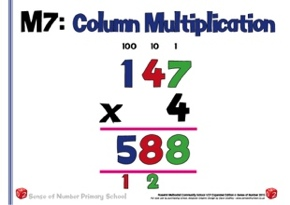 M7: Column Multiplication
100 10 1
147
x 4
588
1 2
Sense of Number Primary School